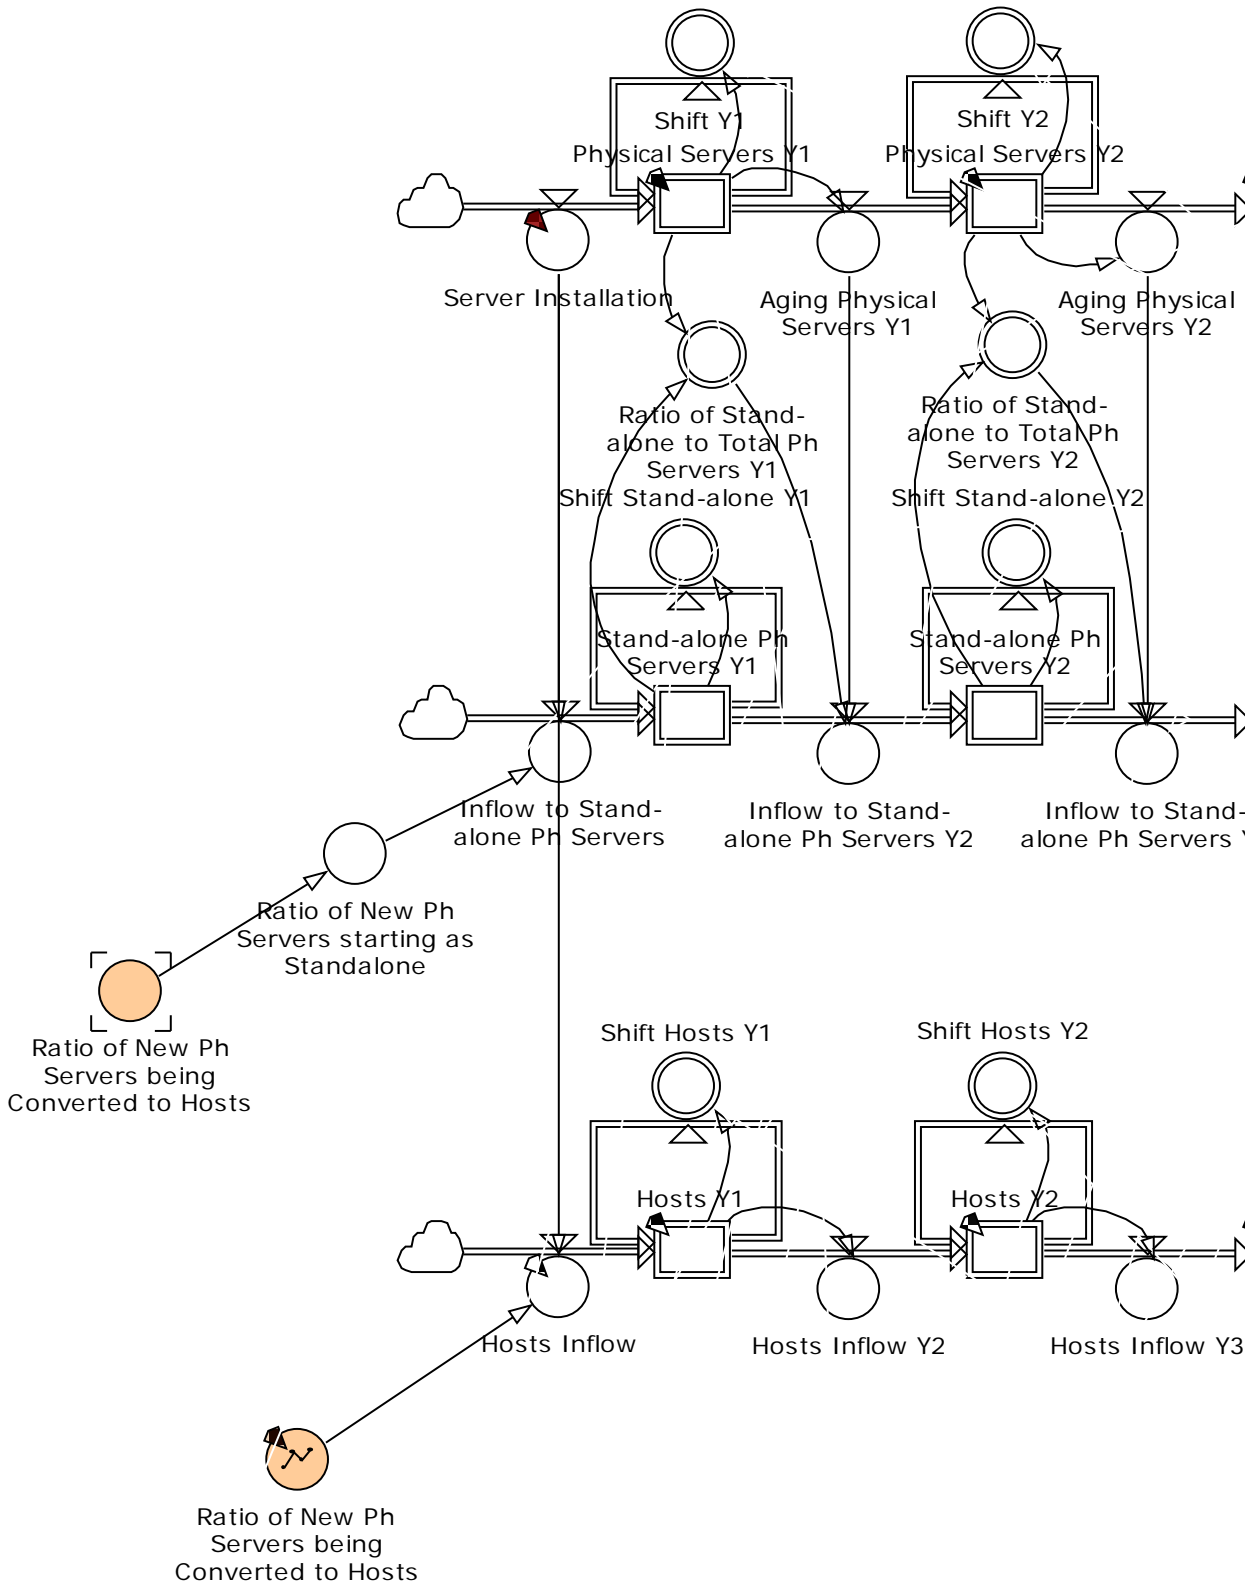 Shift Y1
Shift Y2
Physical Servers Y1
Physical Servers Y2
Server Installation
Aging Physical
Servers Y1
Aging Physical
Servers Y2
Ratio of Stand-
alone to Total Ph
Servers Y1
Ratio of Stand-
alone to Total Ph
Servers Y2
Shift Stand-alone Y1
Shift Stand-alone Y2
Stand-alone Ph
Servers Y1
Stand-alone Ph
Servers Y2
Inflow to Stand-
alone Ph Servers
Inflow to Stand-
alone Ph Servers Y2
Inflow to Stand-
alone Ph Servers
Ratio of New Ph
Servers starting as
Standalone
Ratio of New Ph
Servers being
Converted to Hosts
Shift Hosts Y1
Shift Hosts Y2
Hosts Y1
Hosts Y2
Hosts Inflow
Hosts Inflow Y2
Hosts Inflow Y3
Ratio of New Ph
Servers being
Converted to Hosts